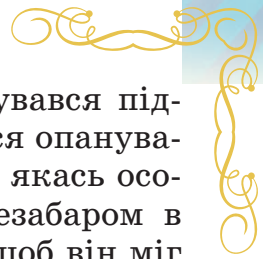 увався під-
ся опанува-
якась осо-
езабаром в
щоб він міг